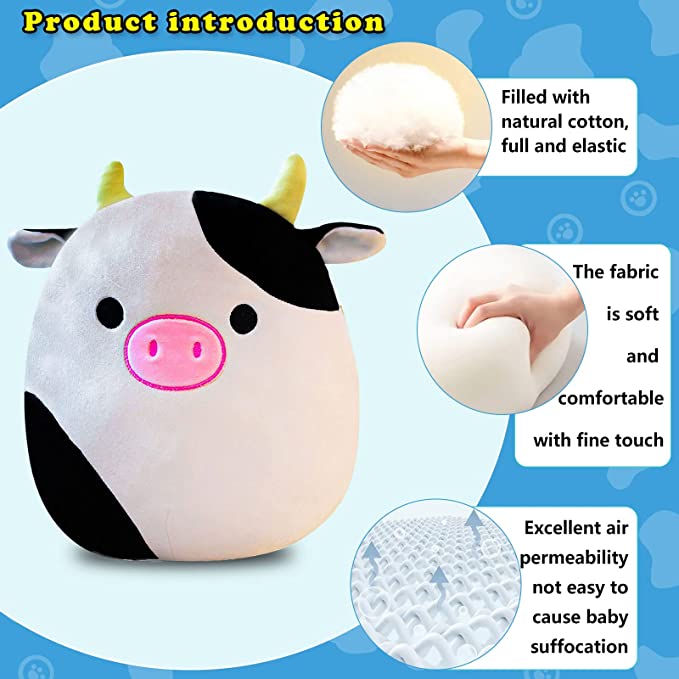 Product introduction
Filled with
natural cotton,
full and elastic
The fabric
is soft
and
comfortable
with fine touch
Excellent air
permeability
not easy to
cause baby
suffocation